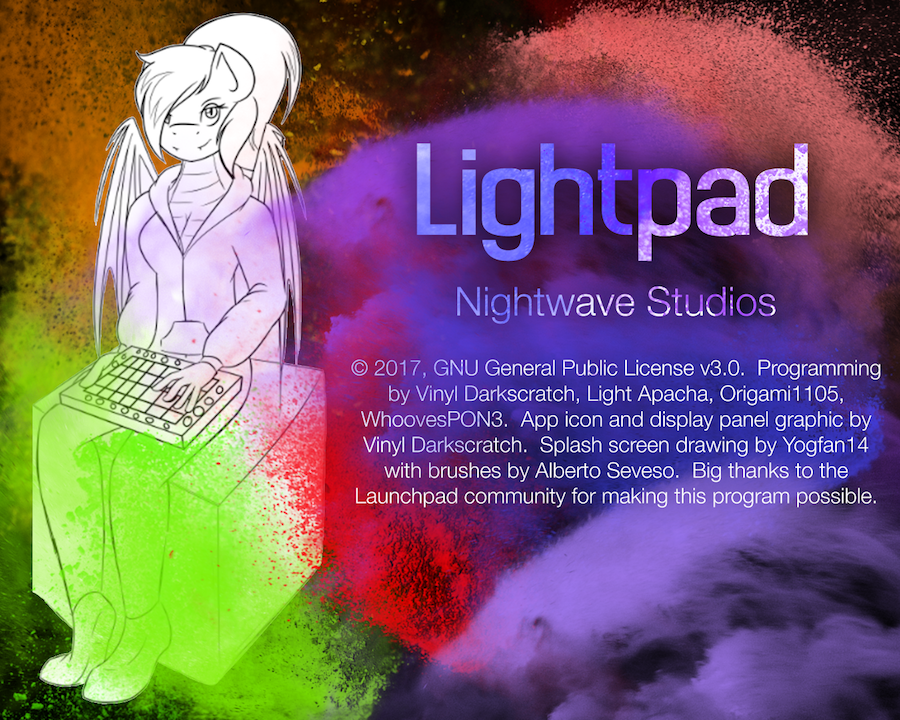 Lightpad
Nightwave Studios
© 2017, GNU General Public License v3.0.  Programming
by Vinyl Darkscratch, Light Apacha, Origami1105,
WhoovesPON3.  App icon and display panel graphic by
Vinyl Darkscratch.  Splash screen drawing by Yogfan14
with brushes by Alberto Seveso.  Big thanks to the
Launchpad community for making this program possible.